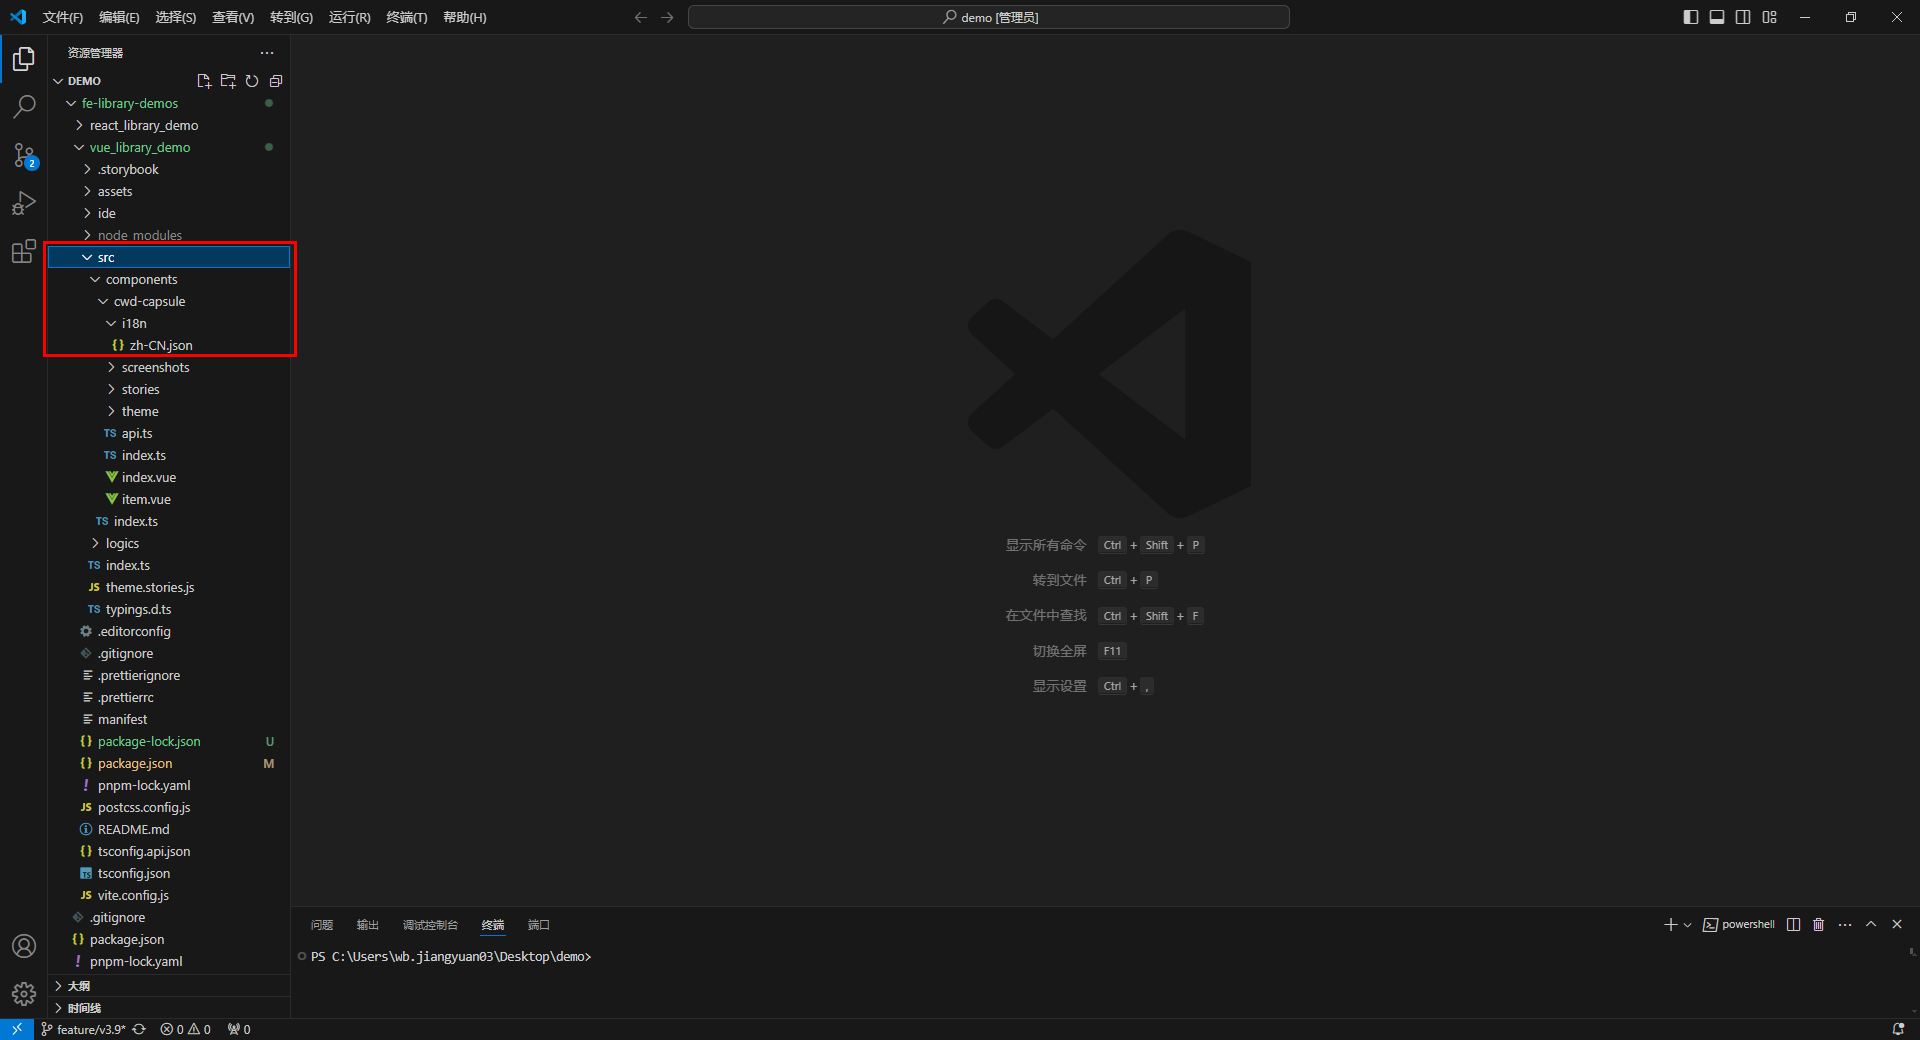 文件(F) 编辑(E) 选择(S) 查看(V) 转到(G) 运行(R) 终端(T) 帮助(H) demo [管理员]
资源管理器
DEMO
fe-library-demos
react_library_demo
vue_library_demo
.storybook
assets
ide
node_modules
src
components
cwd-capsule
i18n
{} zh-CN.json
screenshots
stories
theme
TS api.ts
TS index.ts
index.vue
item.vue
TS index.ts
logics
TS index.ts
JS theme.stories.js
TS typings.d.ts
.editorconfig
.gitignore
.prettierignore
.prettierrc
manifest
{} package-lock.json U
{} package.json M
! pnpm-lock.yaml
JS postcss.config.js
README.md
{} tsconfig.api.json
TS tsconfig.json
JS vite.config.js
.gitignore
{} package.json
! pnpm-lock.yaml
大纲
时间线
2
显示所有命令 Ctrl + Shift + P
转到文件 Ctrl + P
在文件中查找 Ctrl + Shift + F
切换全屏 F11
显示设置 Ctrl + ,
问题 输出 调试控制台 终端 端口 powershell
PS C:\Users\wb.jiangyuan03\Desktop\demo>
feature/v3.9* 0 0 0